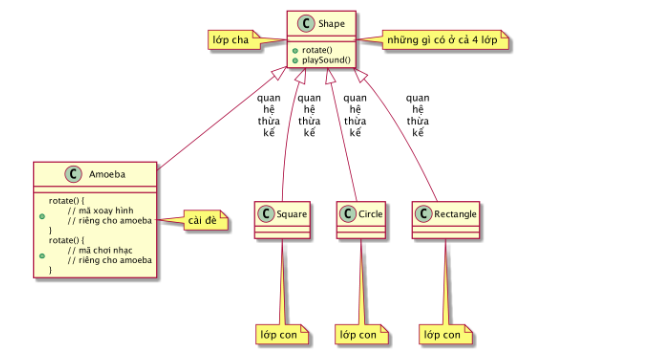 C Shape
rotate()
playSound()
lớp cha
những gì có ở cả 4 lớp
quan
hệ
thừa
kế
quan
hệ
thừa
kế
quan
hệ
thừa
kế
quan
hệ
thừa
kế
C Amoeba
rotate() {
// mã xoay hình
// riêng cho amoeba
}
rotate() {
// mã chơi nhạc
// riêng cho amoeba
}
cài đè
C Square
C Circle
C Rectangle
lớp con
lớp con
lớp con